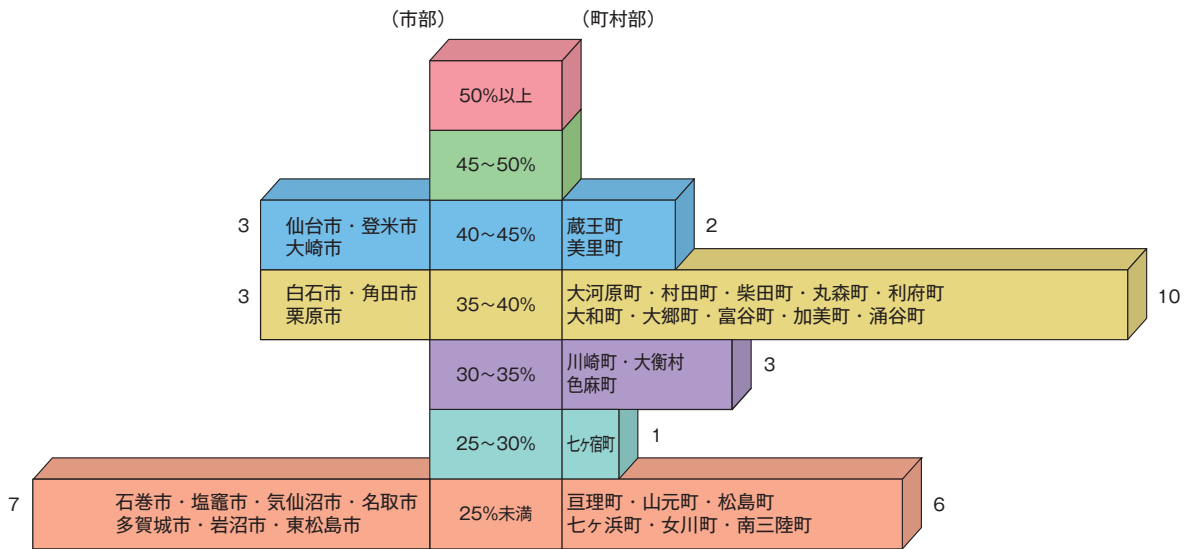 （市部）
（町村部）
50%以上
45～50%
3
仙台市・登米市
大崎市
40～45%
蔵王町
美里町
2
3
白石市・角田市
栗原市
35～40%
大河原町・村田町・柴田町・丸森町・利府町
大和町・大郷町・富谷町・加美町・涌谷町
10
30～35%
川崎町・大衡村
色麻町
3
25～30%
七ケ宿町
1
7
石巻市・塩竈市・気仙沼市・名取市
多賀城市・岩沼市・東松島市
25%未満
亘理町・山元町・松島町
七ヶ浜町・女川町・南三陸町
6